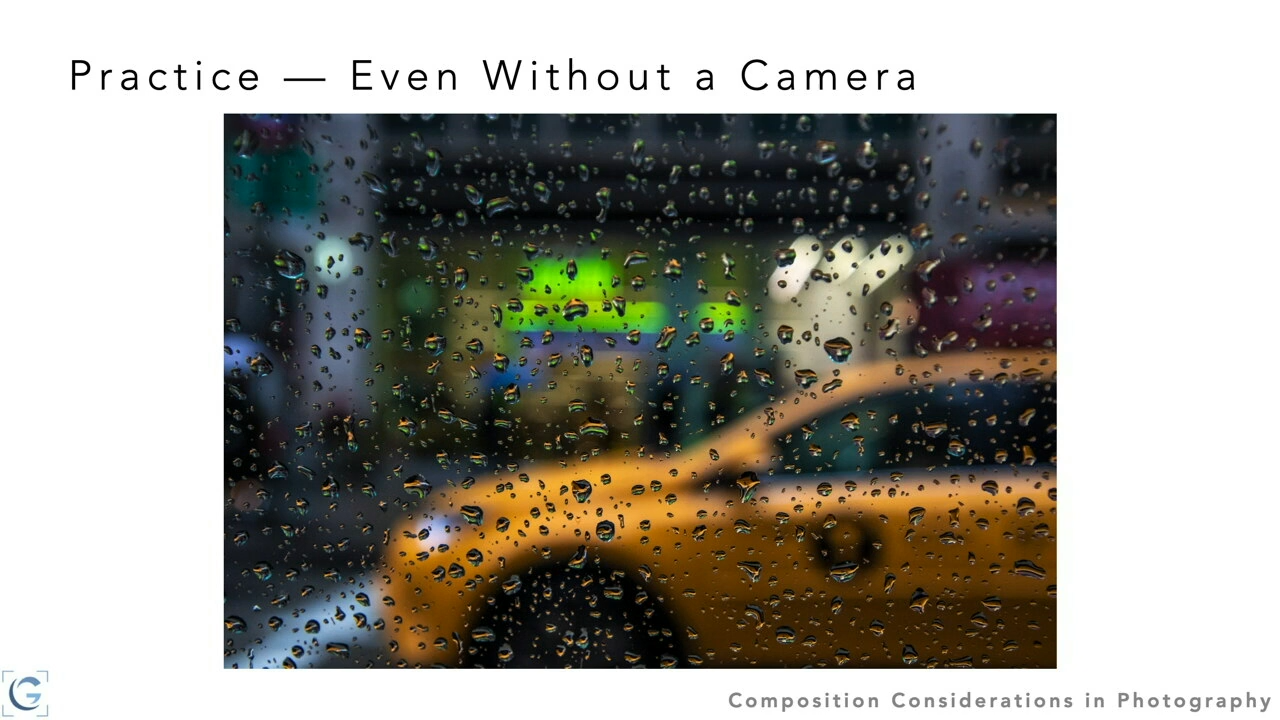 Practice — Even Without a Camera
G
Composition Considerations in Photography